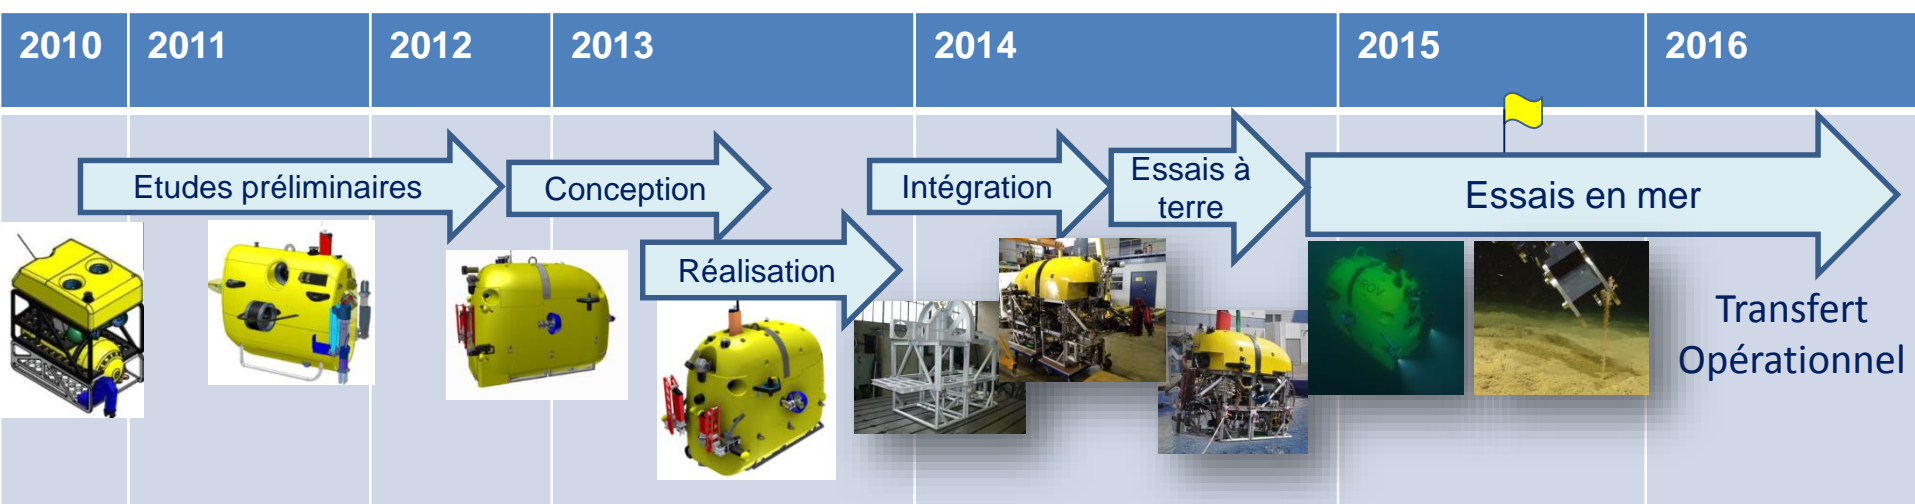 2010 2011 2012 2013 2014 2015 2016
Etudes préliminaires
Conception
Réalisation
Intégration
Essais à
terre
Essais en mer
Transfert
Opérationnel